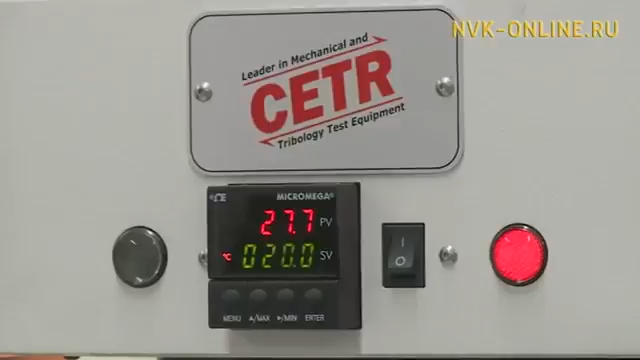 NVK-ONLINE.RU
Leader in Mechanical and
CETR
Tribology Test Equipment
ΩE MICROMEGA®
27.7 PV
°C 020.0 SV
MENU ▲/MAX ▶/MIN ENTER
I
O